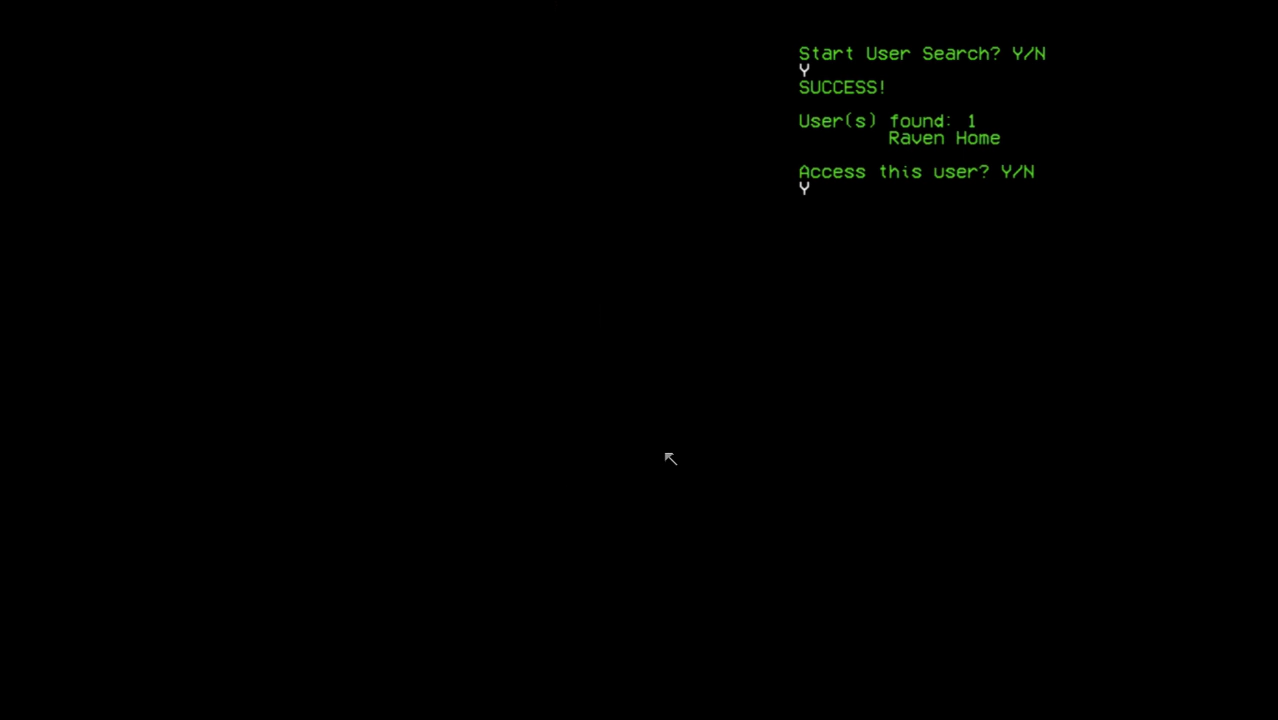 Start User Search? Y/N
Y
SUCCESS!
User(s) found: 1
Raven Home
Access this user? Y/N
Y